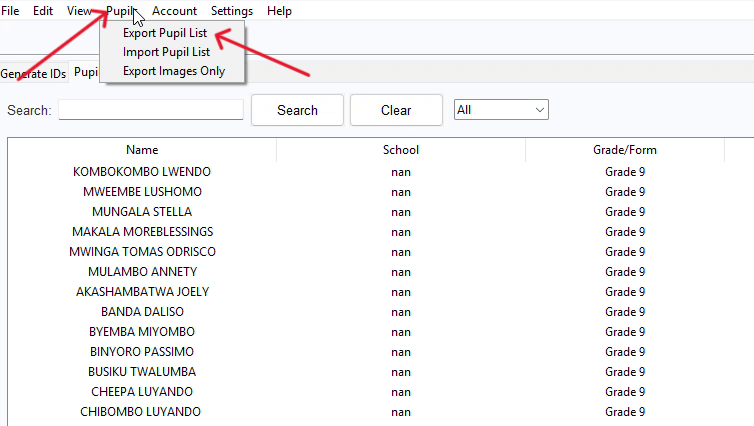 File Edit View Pupils Account Settings Help
Export Pupil List
Import Pupil List
Export Images Only
Generate IDs
Search: Search Clear All
Name School Grade/Form
KOMBOKOMBO LWENDO nan Grade 9
MWEEMBE LUSHOMO nan Grade 9
MUNGALA STELLA nan Grade 9
MAKALA MOREBLESSINGS nan Grade 9
MWINGA TOMAS ODRISCO nan Grade 9
MULAMBO ANNETY nan Grade 9
AKASHAMBATWA JOELY nan Grade 9
BANDA DALISO nan Grade 9
BYEMBA MIYOMBO nan Grade 9
BINYORO PASSIMO nan Grade 9
BUSIKU TWALUMBA nan Grade 9
CHEEPA LUYANDO nan Grade 9
CHIBOMBO LUYANDO nan Grade 9